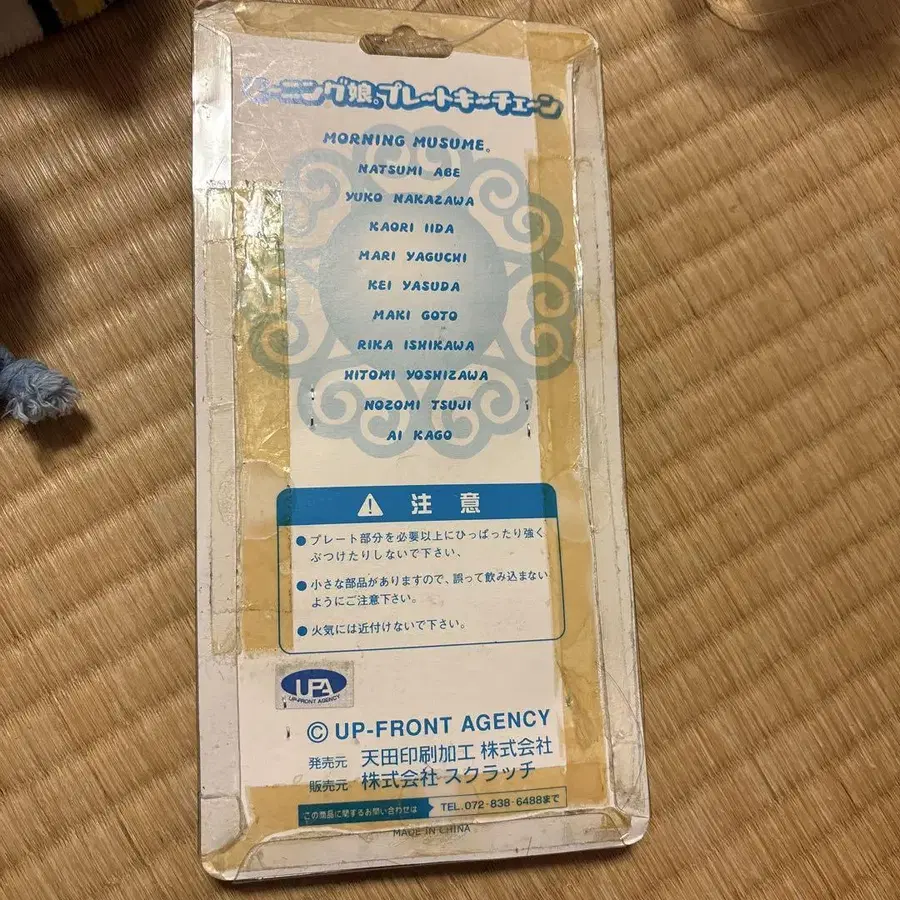 モーニング娘。プレートキーチェーン
MORNING MUSUME。
NATSUMI ABE
YUKO NAKAZAWA
KAORI IIDA
MARI YAGUCHI
KEI YASUDA
MAKI GOTO
RIKA ISHIKAWA
HITOMI YOSHIZAWA
NOZOMI TSUJI
AI KAGO
注意
●プレート部分を必要以上にひっぱったり強く
ぶつけたりしないで下さい、
●小さな部品がありますので、誤って飲み込まない
ようにご注意下さい。
●火気には近付けないで下さい。
UFA
UP-FRONT AGENCY
© UP-FRONT AGENCY
発売元 天田印刷加工 株式会社
販売元 株式会社 スクラッチ
この商品に関するお問い合わせは TEL.072-838-6488まで
MADE IN CHINA